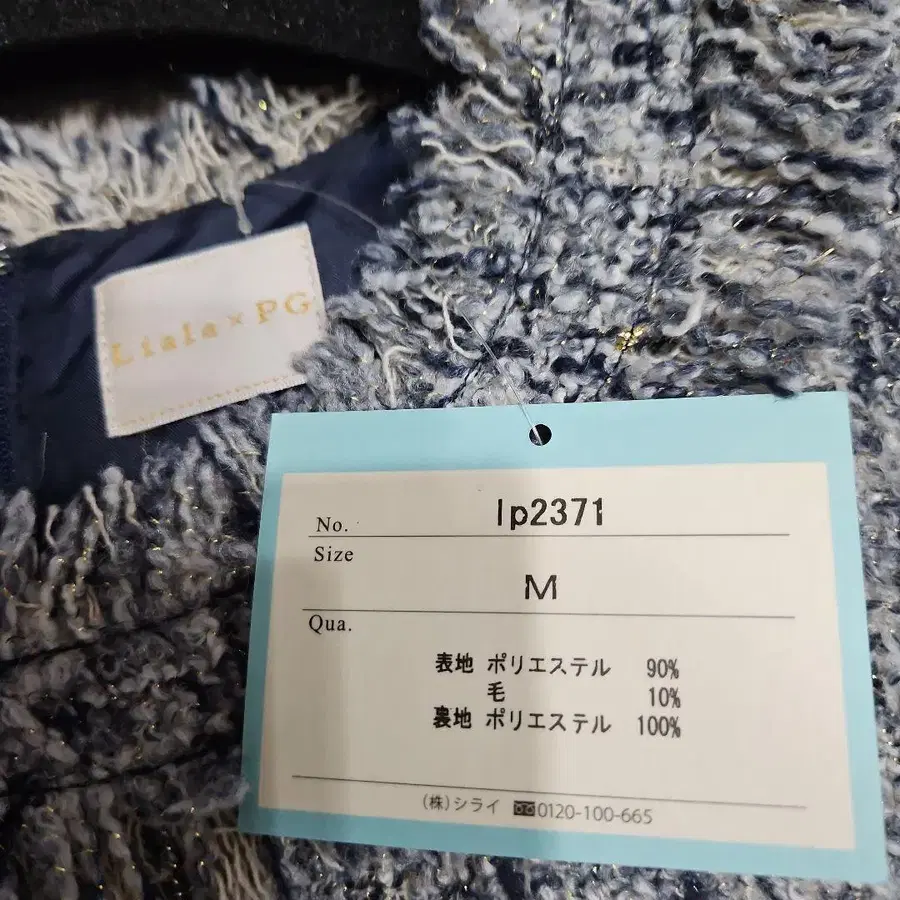 Liala×PG
No. lp2371
Size
M
Qua.
表地 ポリエステル 90%
毛 10%
裏地 ポリエステル 100%
(株)シライ 0120-100-665